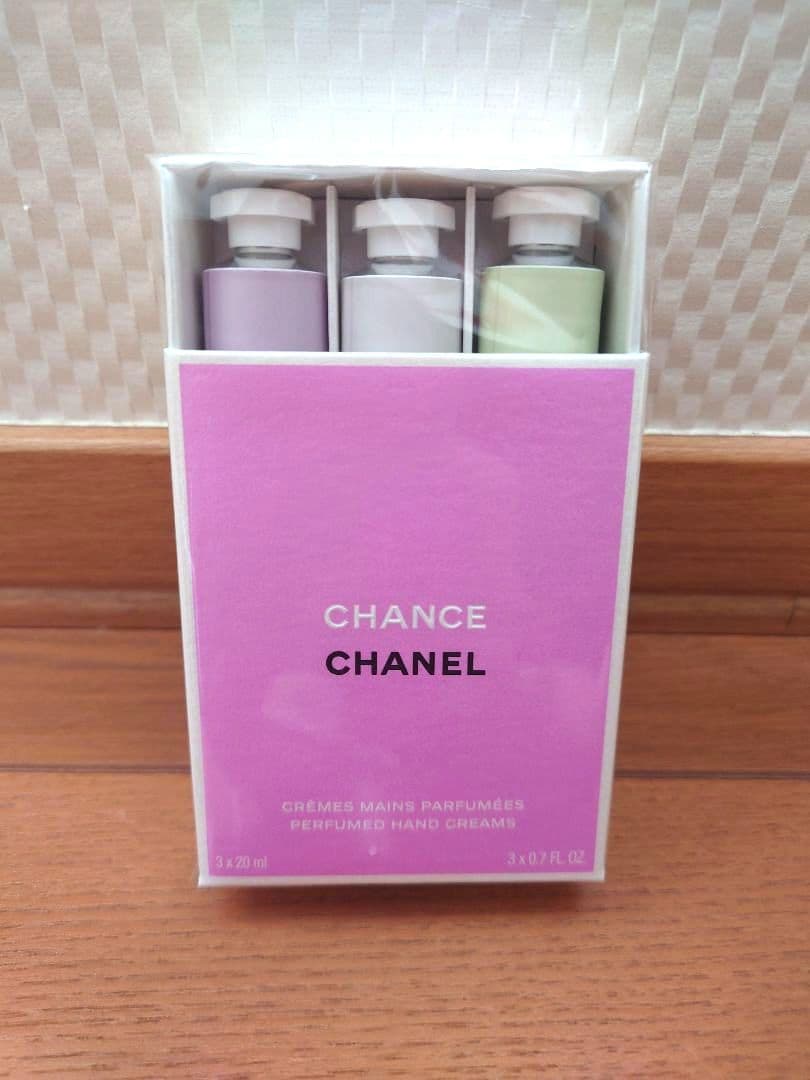 CHANCE
CHANEL
CRÈMES MAINS PARFUMÉES
PERFUMED HAND CREAMS
3 x 20 ml
3 x 0.7 FL. OZ.